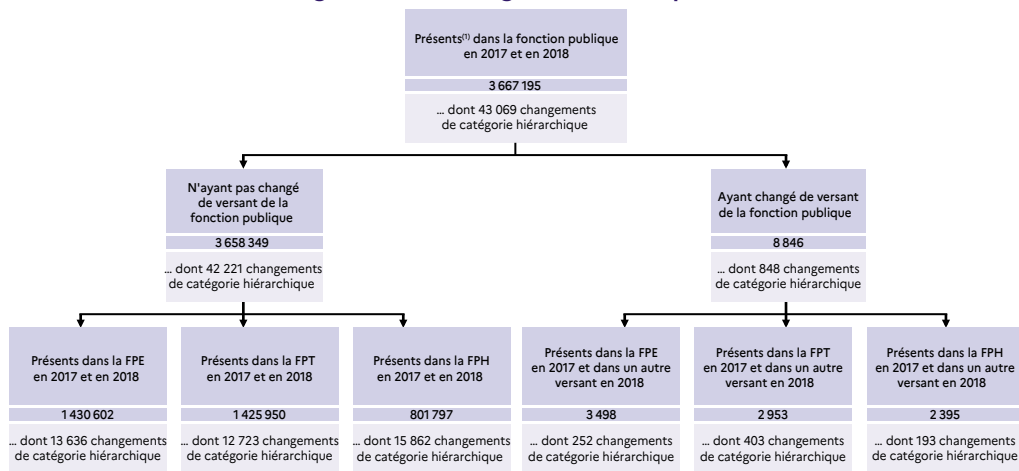 Présents(1) dans la fonction publique
en 2017 et en 2018
3 667 195
... dont 43 069 changements
de catégorie hiérarchique
N'ayant pas changé
de versant de la
fonction publique
3 658 349
... dont 42 221 changements
de catégorie hiérarchique
Ayant changé de versant
de la fonction publique
8 846
... dont 848 changements
de catégorie hiérarchique
Présents dans la FPE
en 2017 et en 2018
1 430 602
... dont 13 636 changements
de catégorie hiérarchique
Présents dans la FPT
en 2017 et en 2018
1 425 950
... dont 12 723 changements
de catégorie hiérarchique
Présents dans la FPH
en 2017 et en 2018
801 797
... dont 15 862 changements
de catégorie hiérarchique
Présents dans la FPE
en 2017 et dans un autre
versant en 2018
3 498
... dont 252 changements
de catégorie hiérarchique
Présents dans la FPT
en 2017 et dans un autre
versant en 2018
2 953
... dont 403 changements
de catégorie hiérarchique
Présents dans la FPH
en 2017 et dans un autre
versant en 2018
2 395
... dont 193 changements
de catégorie hiérarchique